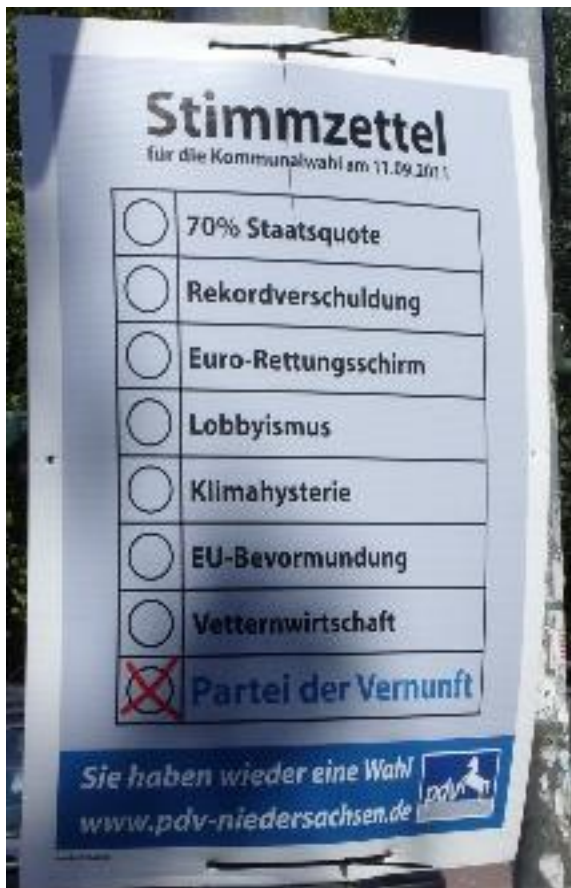 Stimmzettel
für die Kommunalwahl am 11.09.2011
70% Staatsquote
Rekordverschuldung
Euro-Rettungsschirm
Lobbyismus
Klimahysterie
EU-Bevormundung
Vetternwirtschaft
Partei der Vernunft
Sie haben wieder eine Wahl
www.pdv-niedersachsen.de
pdv